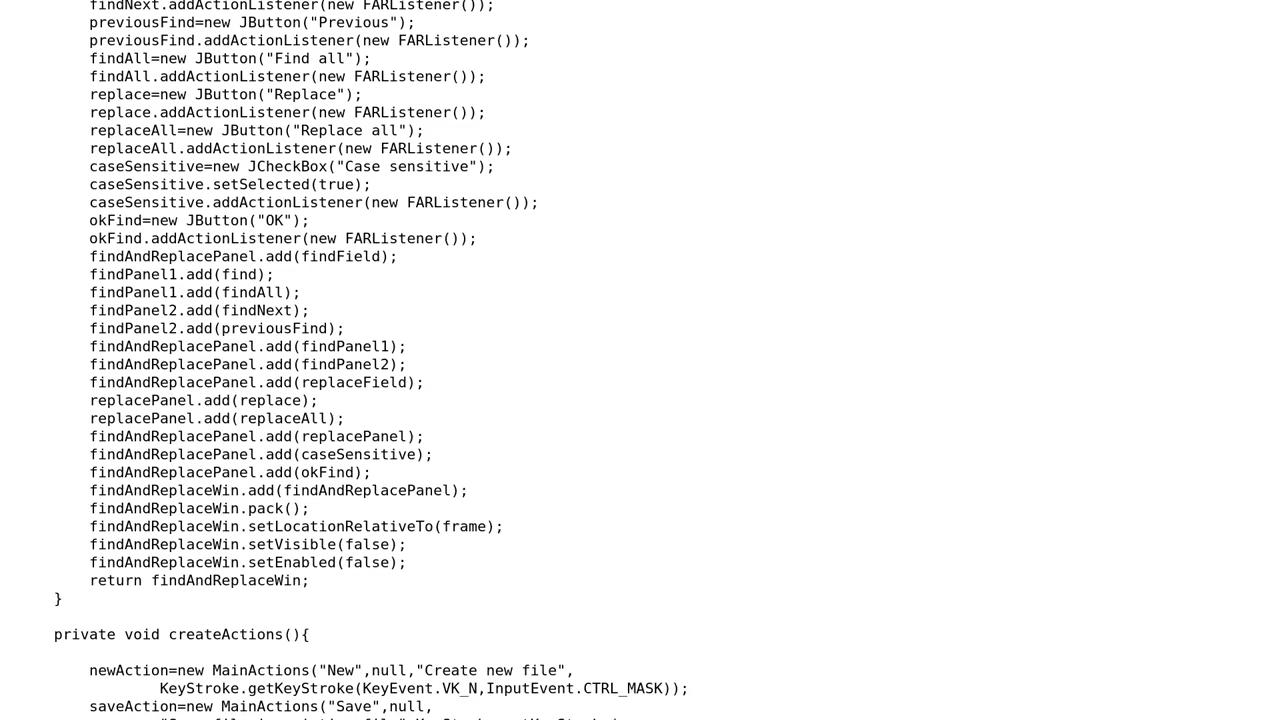 findNext.addActionListener(new FARListener());
previousFind=new JButton("Previous");
previousFind.addActionListener(new FARListener());
findAll=new JButton("Find all");
findAll.addActionListener(new FARListener());
replace=new JButton("Replace");
replace.addActionListener(new FARListener());
replaceAll=new JButton("Replace all");
replaceAll.addActionListener(new FARListener());
caseSensitive=new JCheckBox("Case sensitive");
caseSensitive.setSelected(true);
caseSensitive.addActionListener(new FARListener());
okFind=new JButton("OK");
okFind.addActionListener(new FARListener());
findAndReplacePanel.add(findField);
findPanel1.add(find);
findPanel1.add(findAll);
findPanel2.add(findNext);
findPanel2.add(previousFind);
findAndReplacePanel.add(findPanel1);
findAndReplacePanel.add(findPanel2);
findAndReplacePanel.add(replaceField);
replacePanel.add(replace);
replacePanel.add(replaceAll);
findAndReplacePanel.add(replacePanel);
findAndReplacePanel.add(caseSensitive);
findAndReplacePanel.add(okFind);
findAndReplaceWin.add(findAndReplacePanel);
findAndReplaceWin.pack();
findAndReplaceWin.setLocationRelativeTo(frame);
findAndReplaceWin.setVisible(false);
findAndReplaceWin.setEnabled(false);
return findAndReplaceWin;
}
private void createActions(){
newAction=new MainActions("New",null,"Create new file",
KeyStroke.getKeyStroke(KeyEvent.VK_N,InputEvent.CTRL_MASK));
saveAction=new MainActions("Save",null,